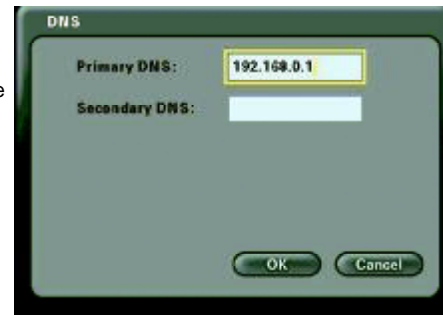 DNS
Primary DNS: 192.168.0.1
e
Secondary DNS:
OK Cancel